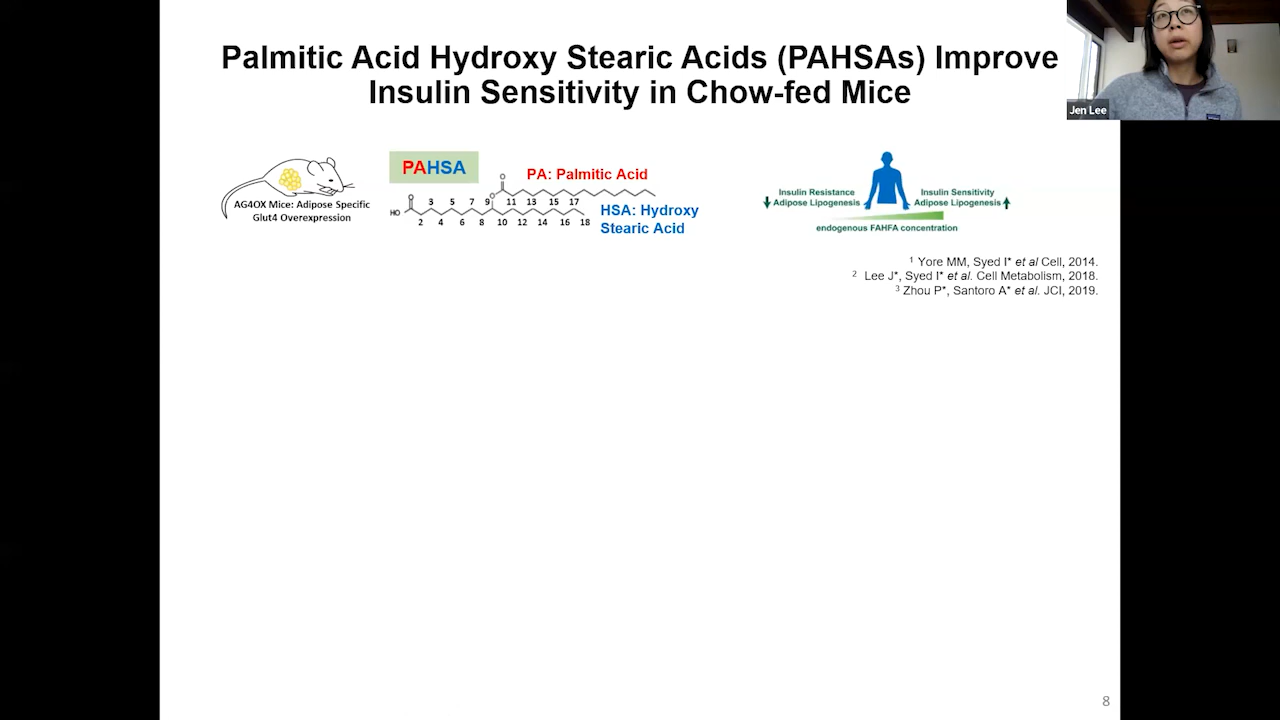 Palmitic Acid Hydroxy Stearic Acids (PAHSAs) Improve
Insulin Sensitivity in Chow-fed Mice
Jen Lee
AG4OX Mice: Adipose Specific
Glut4 Overexpression
PAHSA
PA: Palmitic Acid
HSA: Hydroxy
Stearic Acid
O
O
O
HO
3 5 7 9 11 13 15 17
2 4 6 8 10 12 14 16 18
Insulin Resistance
↓ Adipose Lipogenesis
Insulin Sensitivity
Adipose Lipogenesis ↑
endogenous FAHFA concentration
¹ Yore MM, Syed I* et al Cell, 2014.
² Lee J*, Syed I* et al. Cell Metabolism, 2018.
³ Zhou P*, Santoro A* et al. JCI, 2019.
8